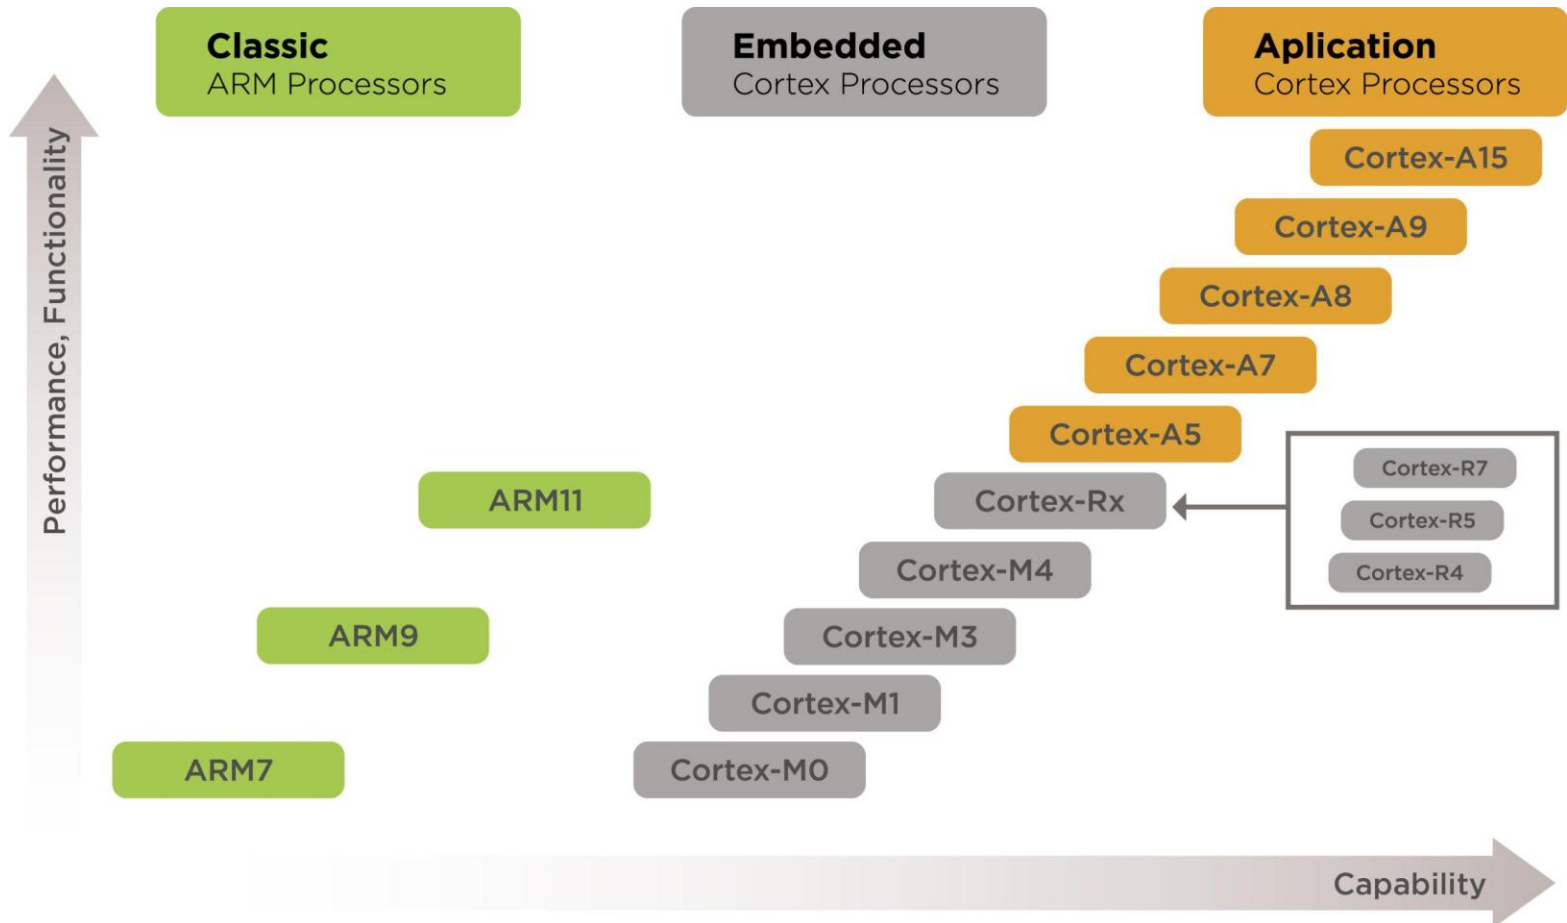 Classic
ARM Processors
Embedded
Cortex Processors
Aplication
Cortex Processors
Performance, Functionality
Cortex-A15
Cortex-A9
Cortex-A8
Cortex-A7
Cortex-A5
Cortex-R7
ARM11
Cortex-Rx
Cortex-R5
Cortex-M4
Cortex-R4
ARM9
Cortex-M3
Cortex-M1
ARM7
Cortex-M0
Capability